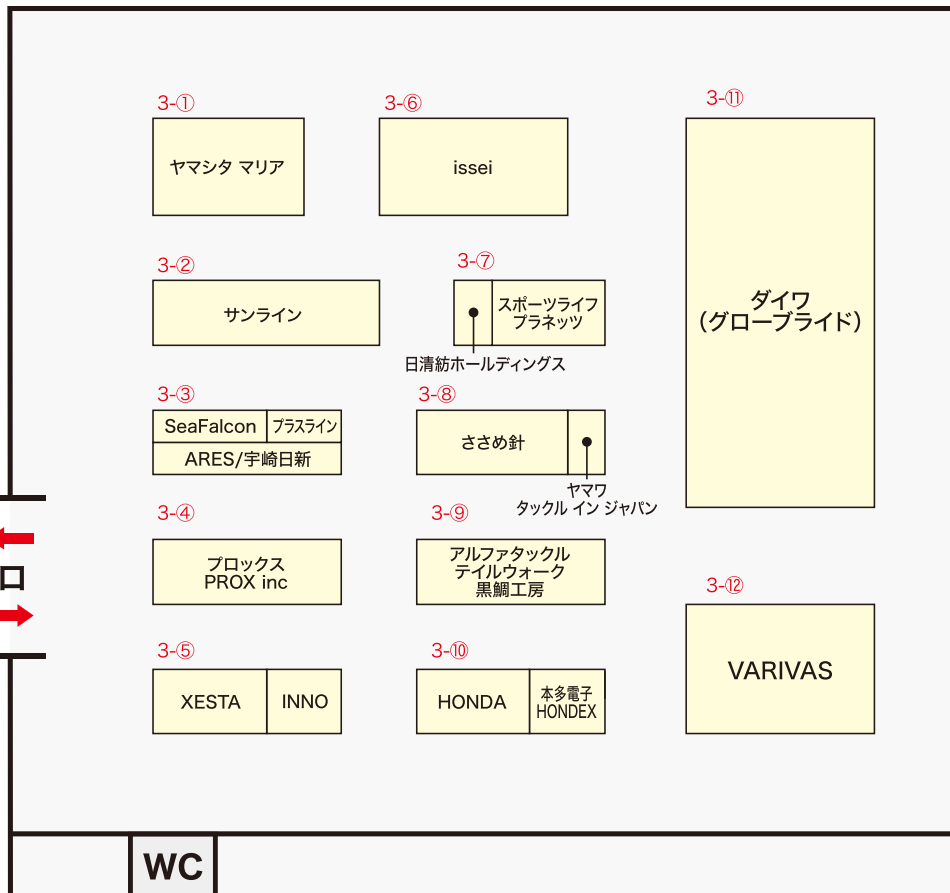 3-①
ヤマシタ マリア
3-⑥
issei
3-⑪
ダイワ
(グローブライド)
3-②
サンライン
3-⑦
スポーツライフ
プラネッツ
日清紡ホールディングス
3-③
SeaFalcon
プラスライン
ARES/宇崎日新
3-⑧
ささめ針
ヤマワ
タックル イン ジャパン
3-④
プロックス
PROX inc
3-⑨
アルファタックル
テイルウォーク
黒鯛工房
口
3-⑫
VARIVAS
3-⑤
XESTA
INNO
3-⑩
HONDA
本多電子
HONDEX
WC